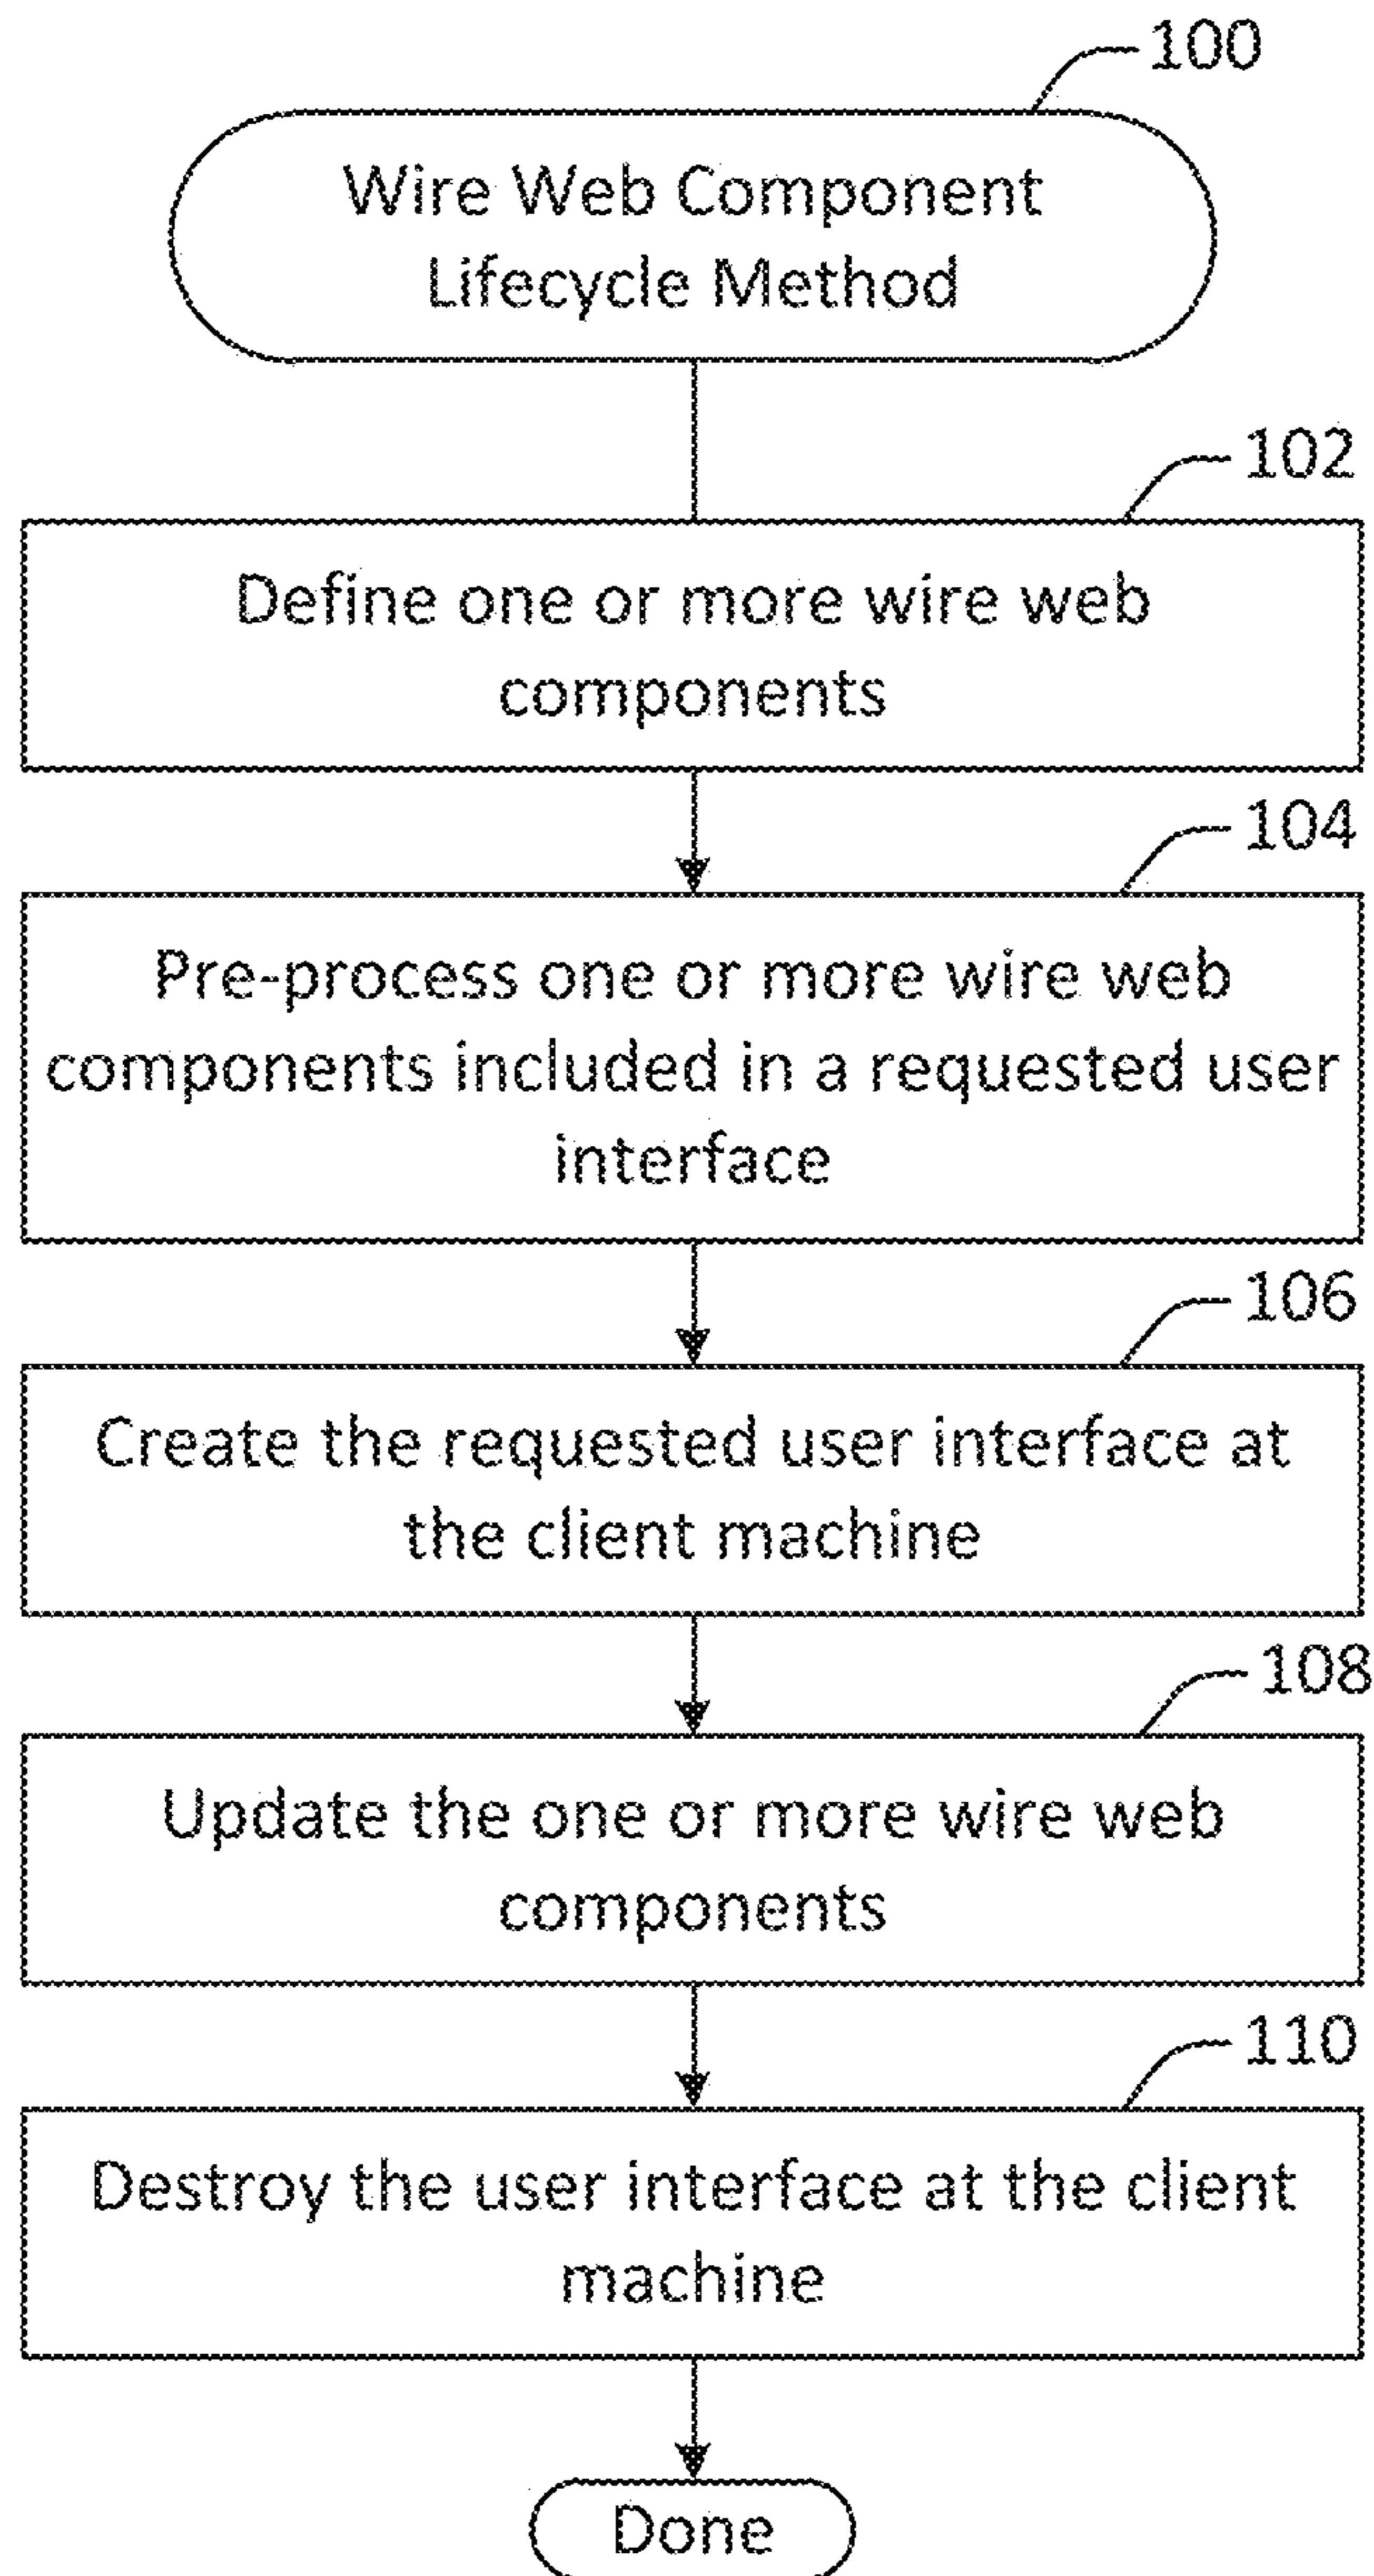 100
Wire Web Component
Lifecycle Method
102
Define one or more wire web
components
104
Pre-process one or more wire web
components included in a requested user
interface
106
Create the requested user interface at
the client machine
108
Update the one or more wire web
components
110
Destroy the user interface at the client
machine
Done